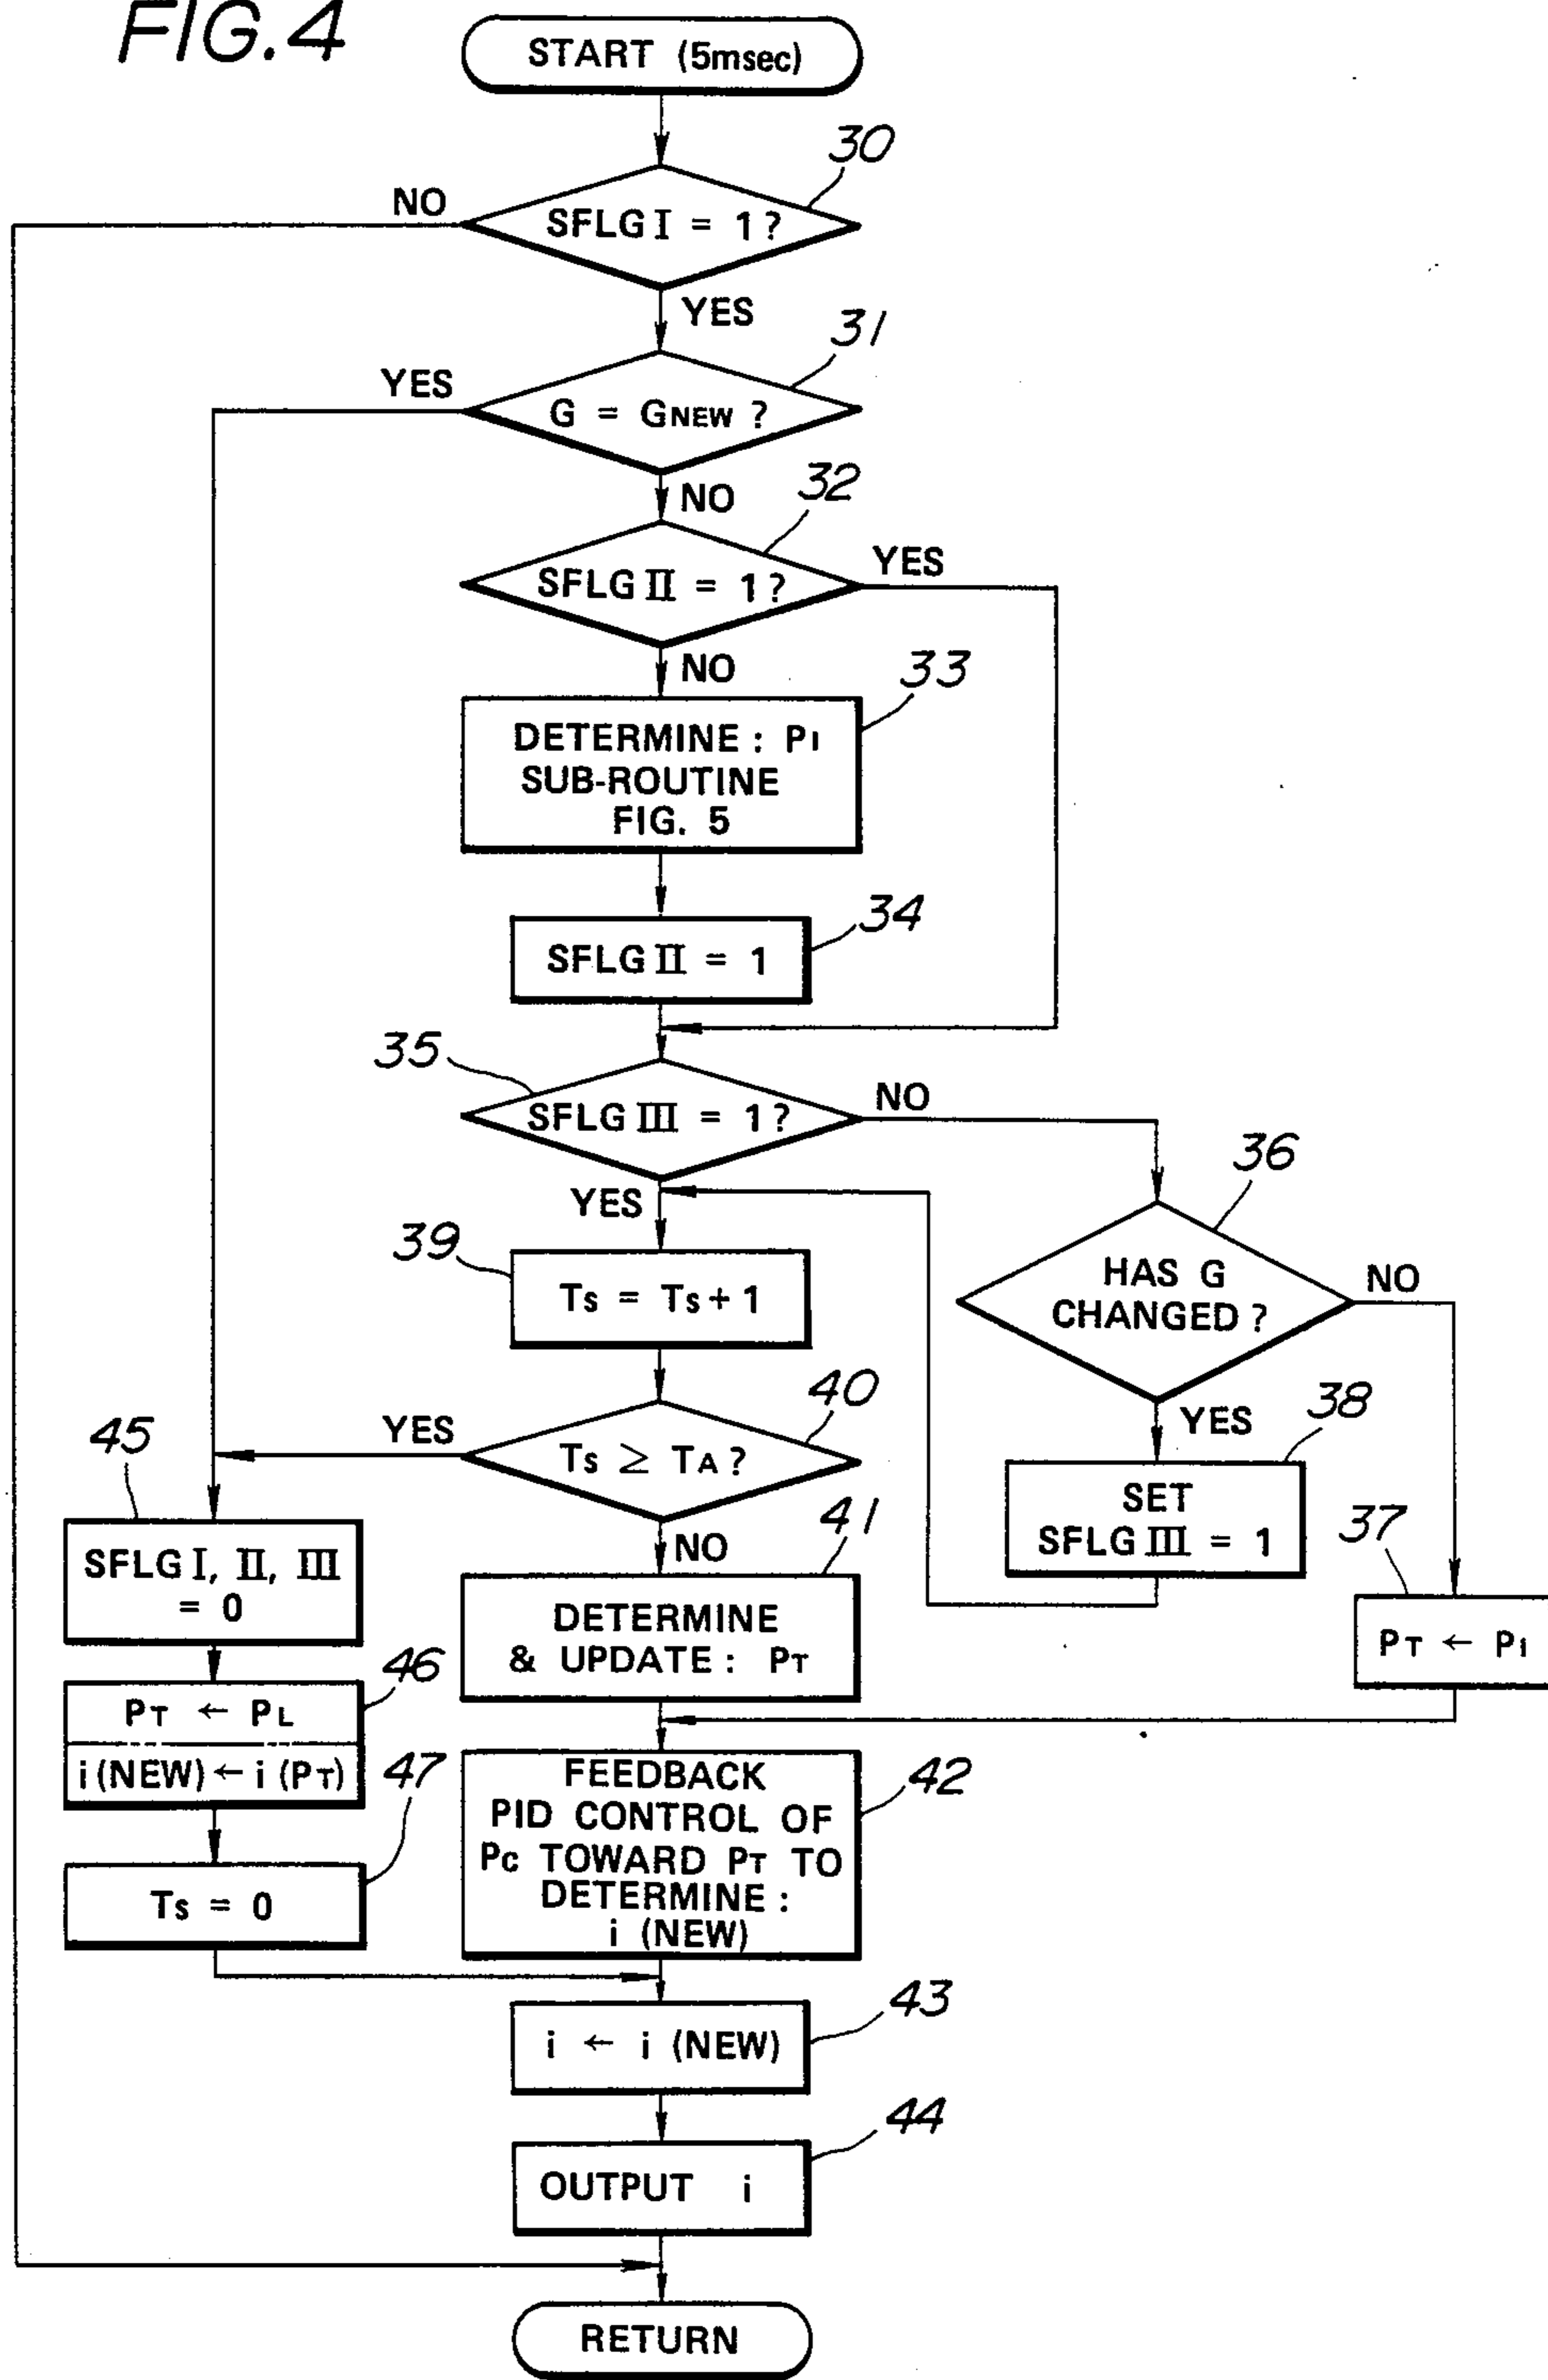 FIG.4
START (5msec)
30
NO
SFLG I = 1?
YES
31
YES
G = GNEW ?
NO
32
YES
SFLG II = 1?
NO
33
DETERMINE : PI
SUB-ROUTINE
FIG. 5
34
SFLG II = 1
35
NO
SFLG III = 1?
36
YES
39
HAS G
CHANGED ?
NO
TS = TS + 1
40
38
YES
YES
45
TS ≥ TA ?
SET
SFLG III = 1
41
37
NO
SFLG I, II, III
= 0
DETERMINE
& UPDATE : PT
PT ← PI
46
PT ← PL
i (NEW) ← i (PT)
47
42
FEEDBACK
PID CONTROL OF
PC TOWARD PT TO
DETERMINE :
i (NEW)
TS = 0
43
i ← i (NEW)
44
OUTPUT i
RETURN